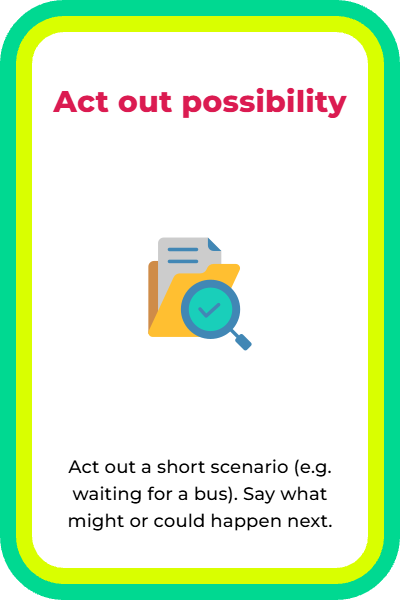 Act out possibility
Act out a short scenario (e.g.
waiting for a bus). Say what
might or could happen next.